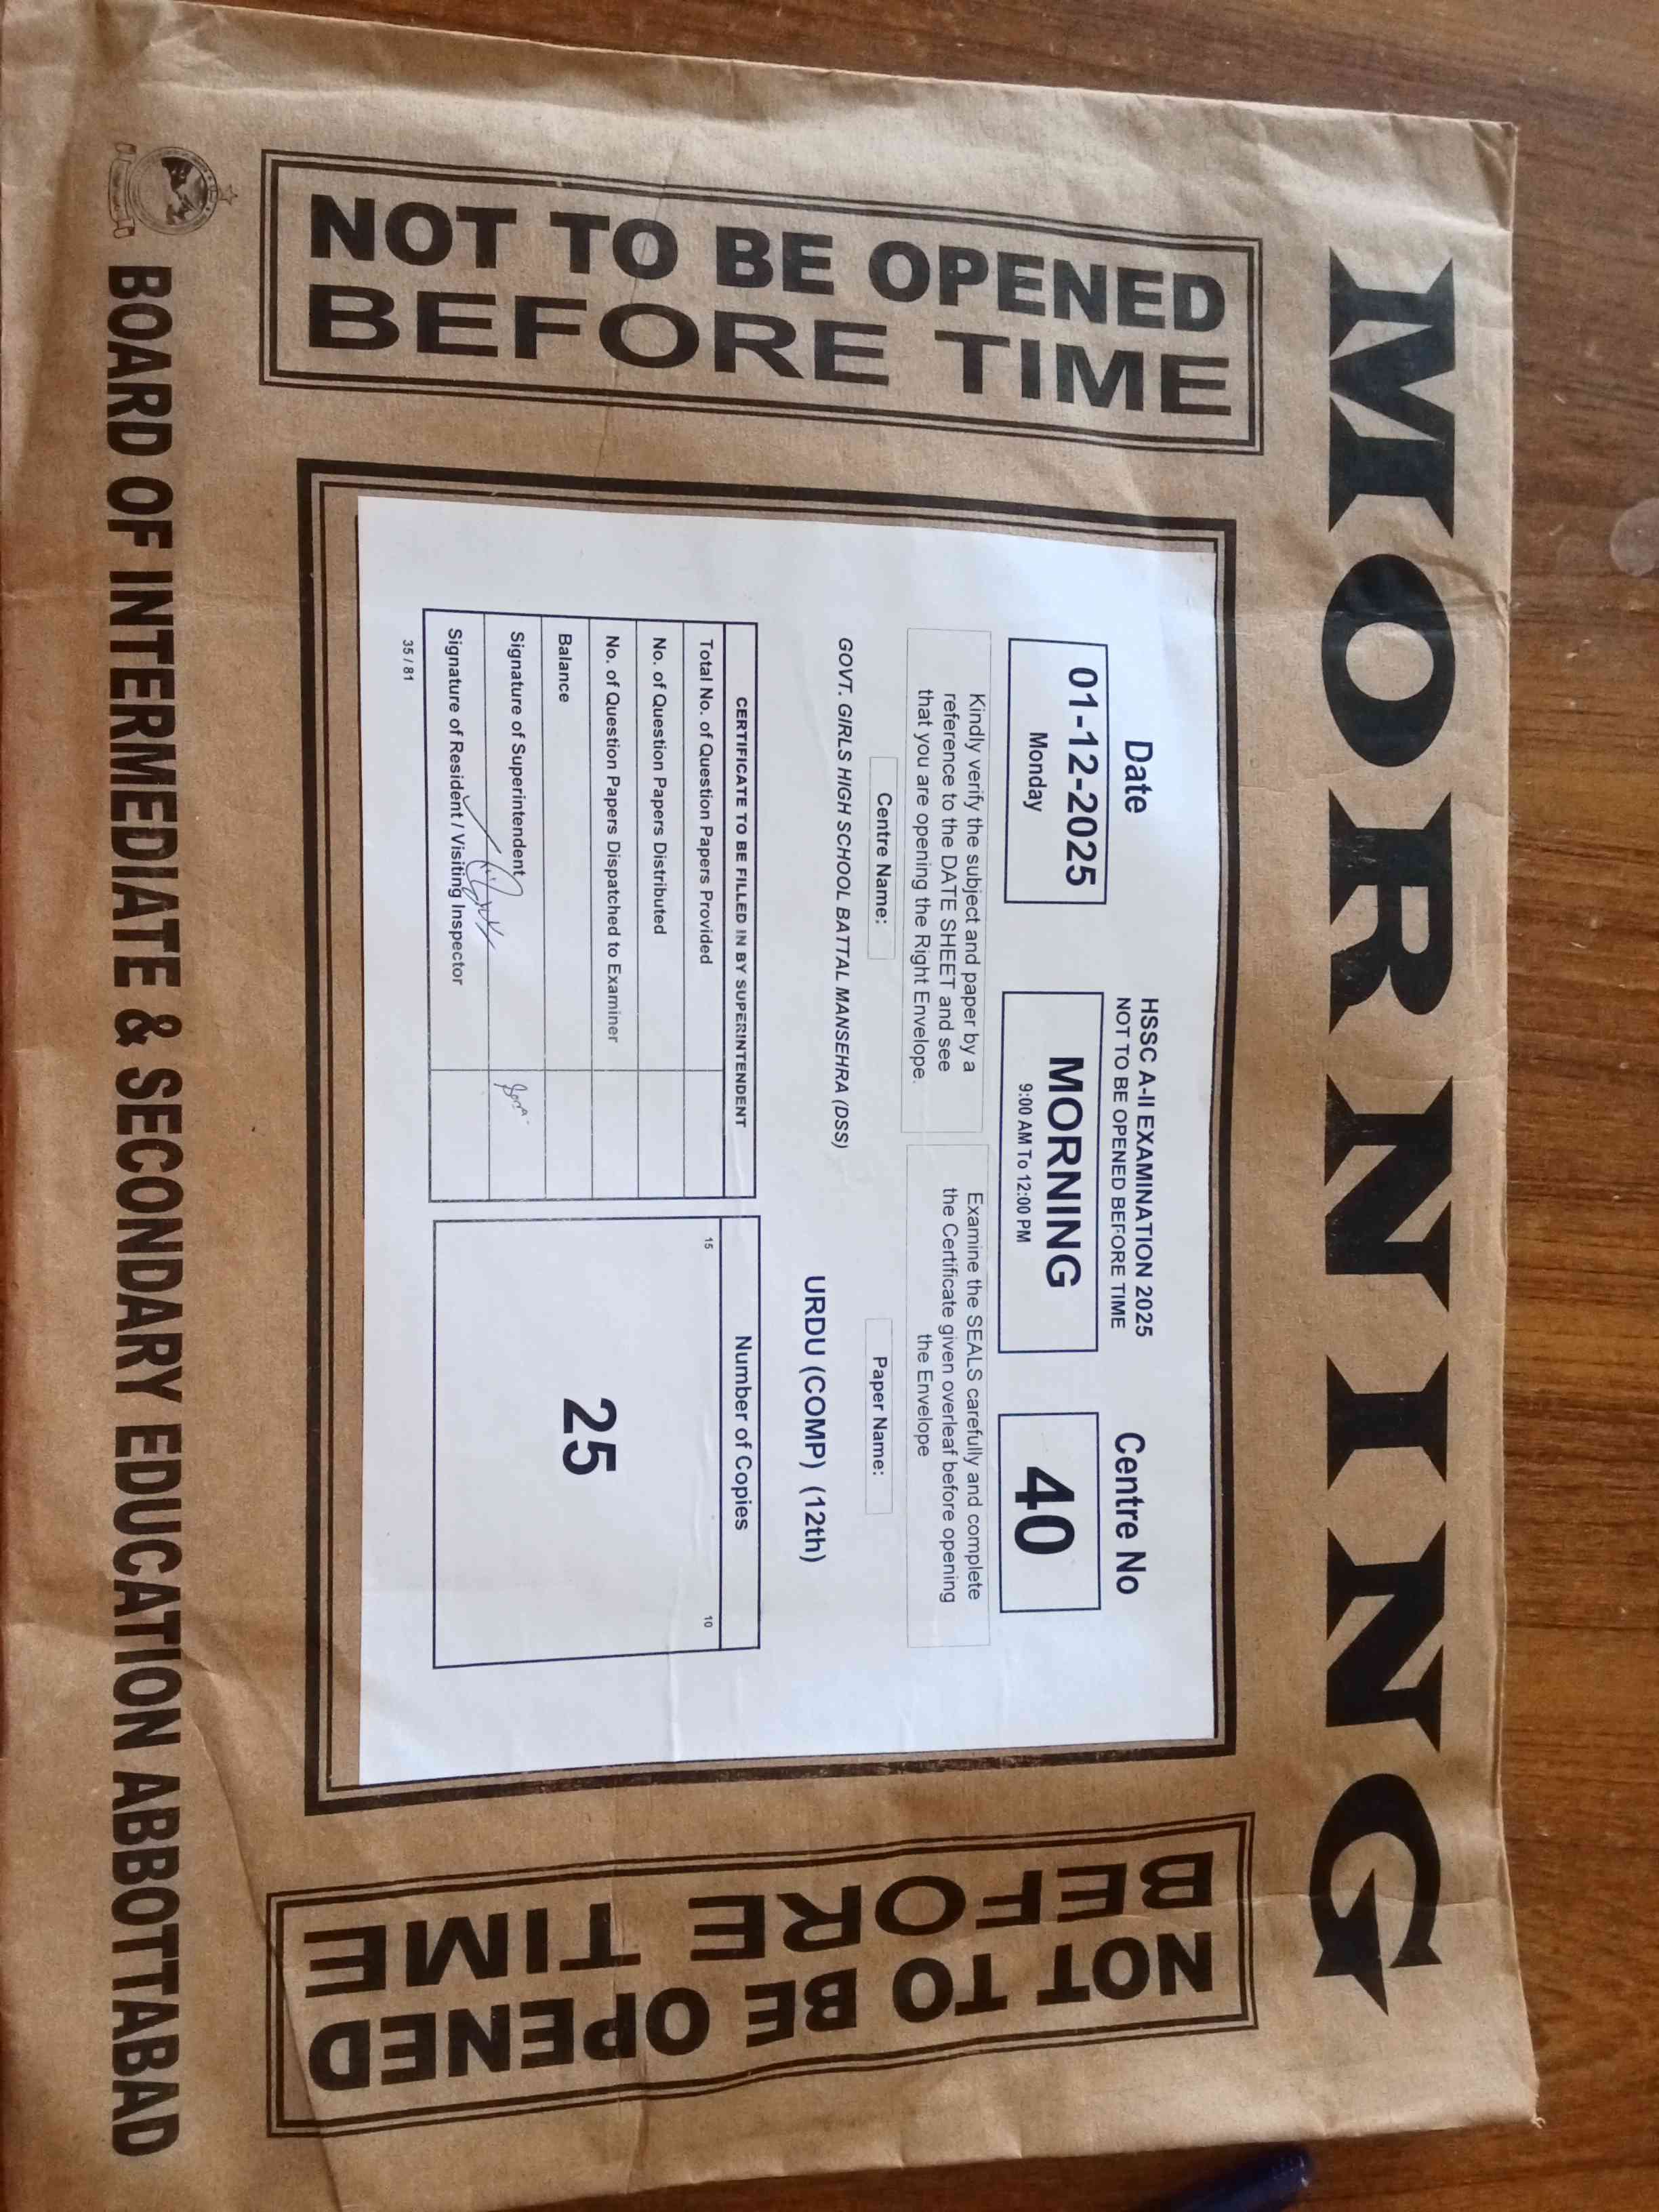 MORNING
NOT TO BE OPENED
BEFORE TIME
Date
HSSC A-II EXAMINATION 2025
NOT TO BE OPENED BEFORE TIME
Centre No
01-12-2025
Monday
MORNING
9:00 AM To 12:00 PM
40
Kindly verify the subject and paper by a
reference to the DATE SHEET and see
that you are opening the Right Envelope.
Examine the SEALS carefully and complete
the Certificate given overleaf before opening
the Envelope
Centre Name:
Paper Name:
GOVT. GIRLS HIGH SCHOOL BATTAL MANSEHRA (DSS)
URDU (COMP) (12th)
CERTIFICATE TO BE FILLED IN BY SUPERINTENDENT
Total No. of Question Papers Provided
No. of Question Papers Distributed
No. of Question Papers Dispatched to Examiner
Balance
Signature of Superintendent
Signature of Resident / Visiting Inspector
35 / 81
Number of Copies
15
10
25
NOT TO BE OPENED
BEFORE TIME
BOARD OF INTERMEDIATE & SECONDARY EDUCATION ABBOTTABAD